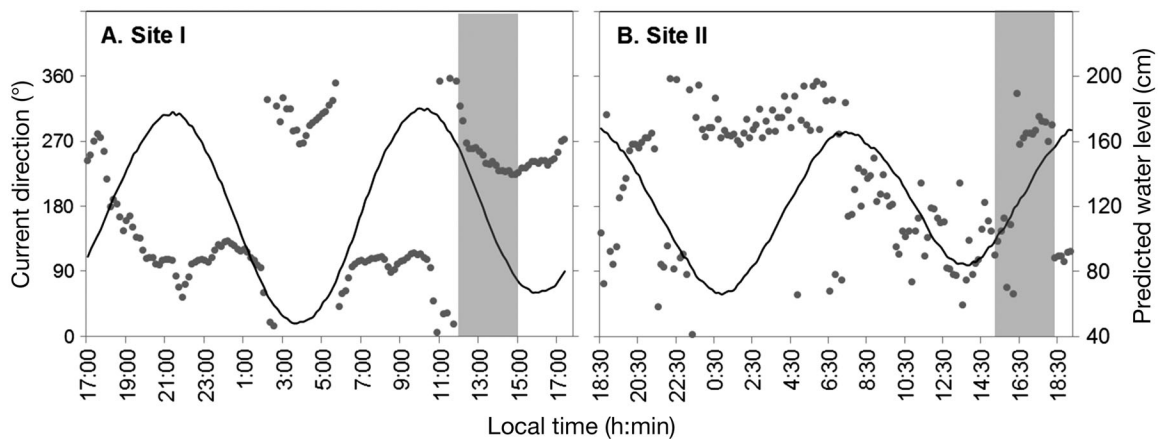 A. Site I
B. Site II
Current direction (°)
360
270
180
90
0
200
160
120
80
40
Predicted water level (cm)
17:00 19:00 21:00 23:00 1:00 3:00 5:00 7:00 9:00 11:00 13:00 15:00 17:00
18:30 20:30 22:30 0:30 2:30 4:30 6:30 8:30 10:30 12:30 14:30 16:30 18:30
Local time (h:min)